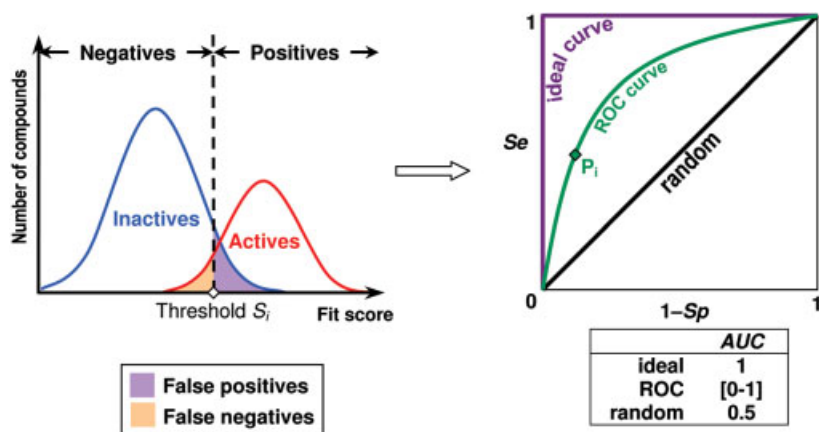 Negatives Positives
Number of compounds
Inactives
Actives
Threshold Si
Fit score
False positives
False negatives
1
Se
ideal curve
ROC curve
Pi
random
0
1–Sp
1
AUC
ideal 1
ROC [0-1]
random 0.5